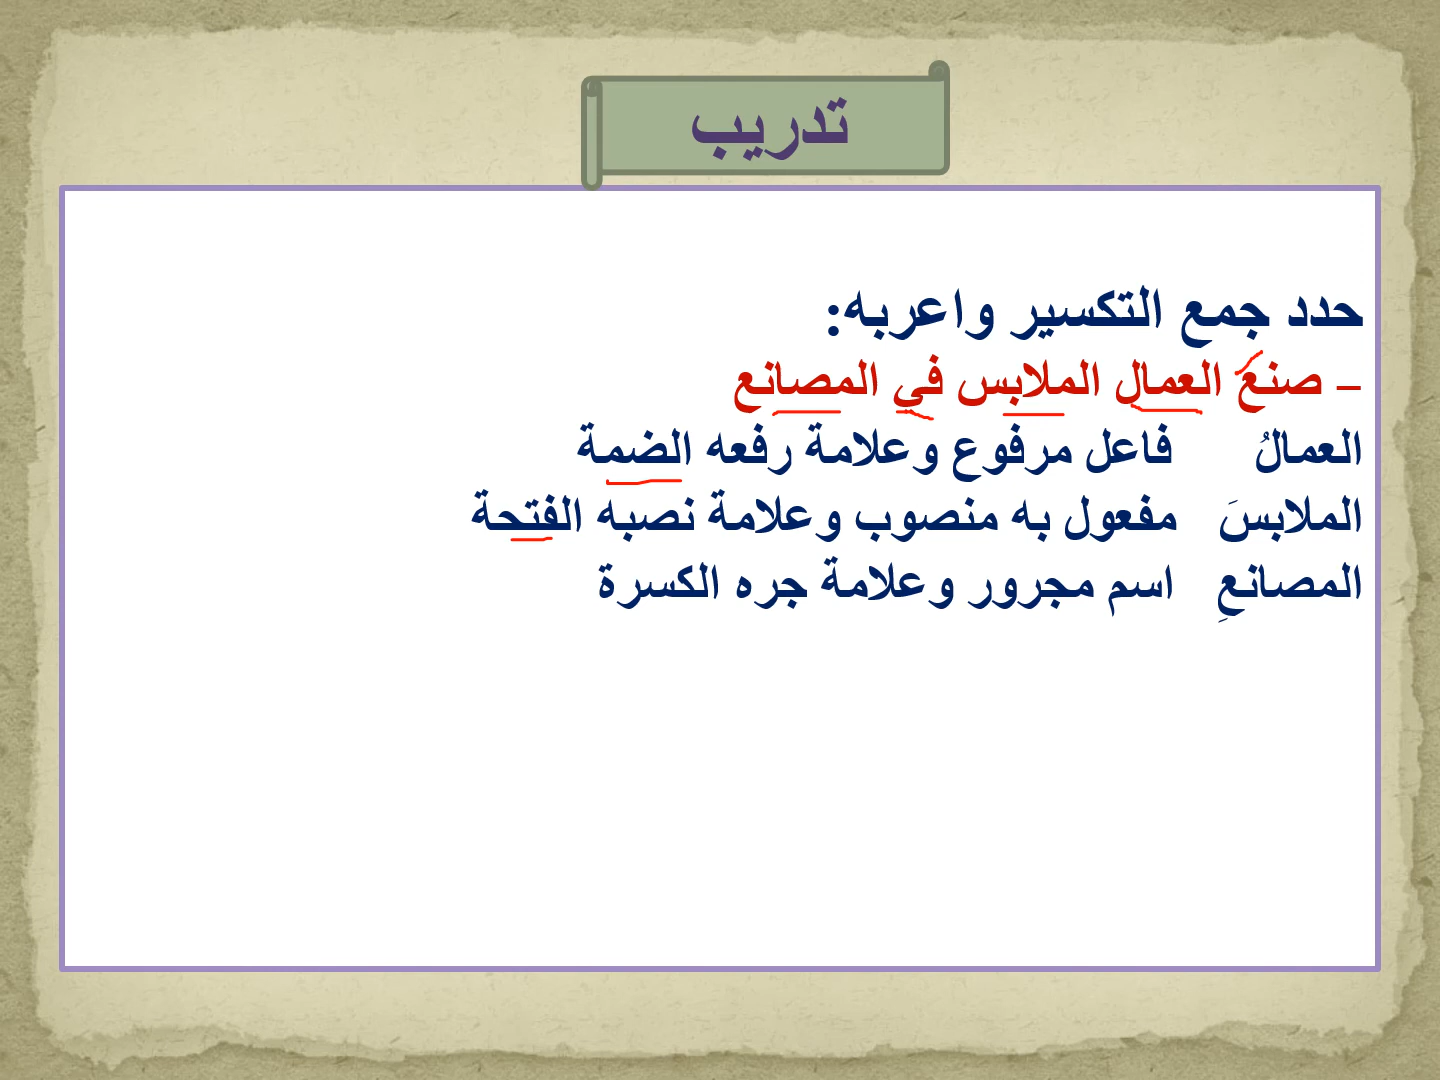 تدريب
حدد جمع التكسير واعربه:
– صنعَ العمال الملابس في المصانع
العمالُ فاعل مرفوع وعلامة رفعه الضمة
الملابسَ مفعول به منصوب وعلامة نصبه الفتحة
المصانعِ اسم مجرور وعلامة جره الكسرة